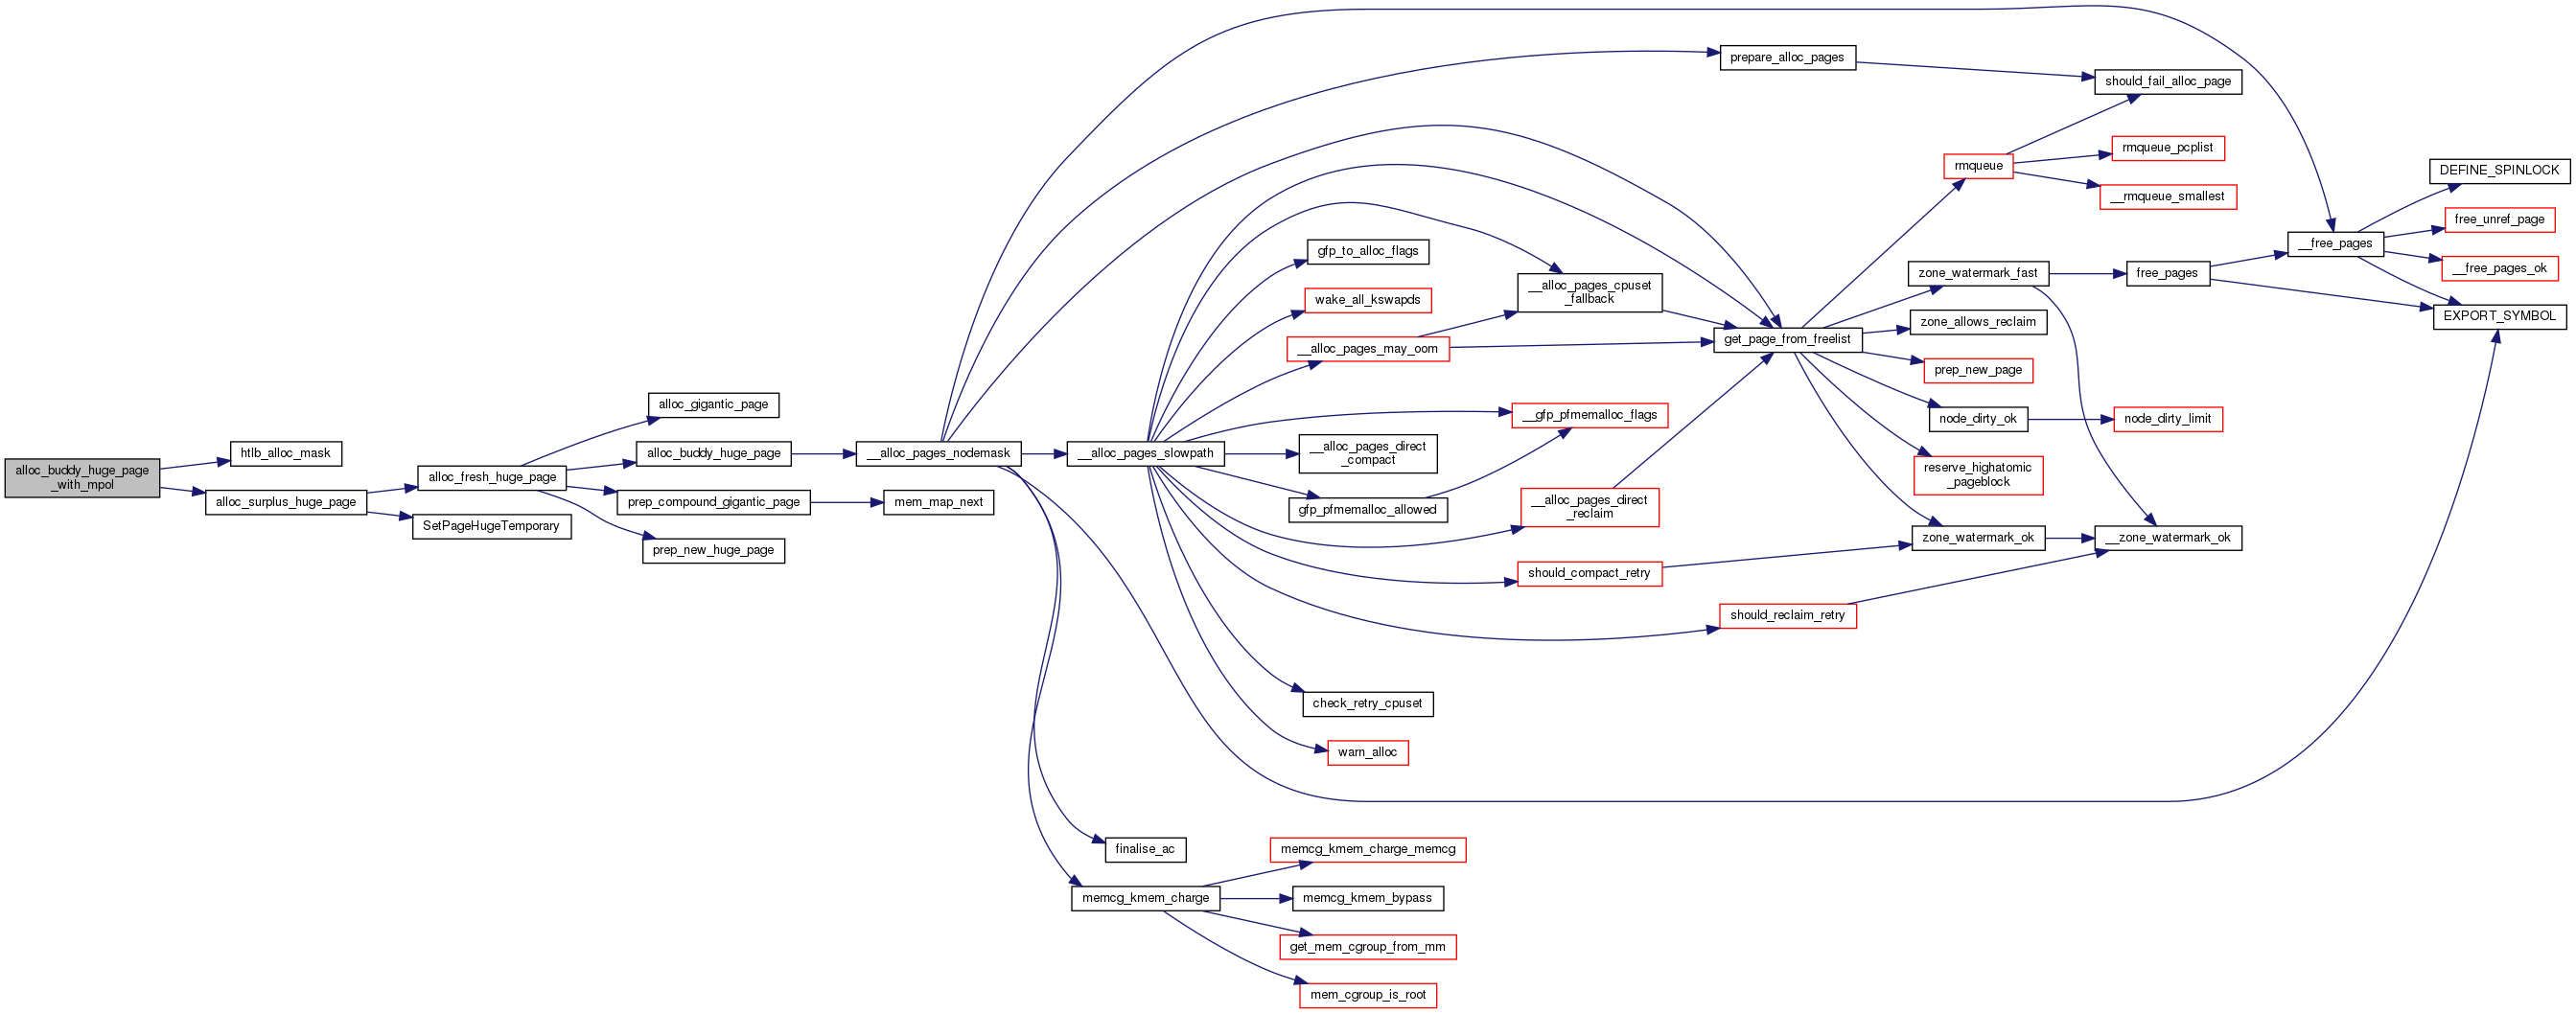 alloc_buddy_huge_page
_with_mpol
htlb_alloc_mask
alloc_surplus_huge_page
alloc_fresh_huge_page
SetPageHugeTemporary
alloc_gigantic_page
alloc_buddy_huge_page
prep_compound_gigantic_page
prep_new_huge_page
__alloc_pages_nodemask
mem_map_next
__alloc_pages_slowpath
finalise_ac
memcg_kmem_charge
gfp_to_alloc_flags
wake_all_kswapds
__alloc_pages_may_oom
__alloc_pages_direct
_compact
gfp_pfmemalloc_allowed
check_retry_cpuset
warn_alloc
memcg_kmem_charge_memcg
memcg_kmem_bypass
get_mem_cgroup_from_mm
mem_cgroup_is_root
__alloc_pages_cpuset
_fallback
__gfp_pfmemalloc_flags
__alloc_pages_direct
_reclaim
should_compact_retry
prepare_alloc_pages
get_page_from_freelist
should_reclaim_retry
rmqueue
zone_watermark_fast
zone_allows_reclaim
prep_new_page
node_dirty_ok
reserve_highatomic
_pageblock
zone_watermark_ok
should_fail_alloc_page
rmqueue_pcplist
__rmqueue_smallest
free_pages
node_dirty_limit
__zone_watermark_ok
__free_pages
DEFINE_SPINLOCK
free_unref_page
__free_pages_ok
EXPORT_SYMBOL